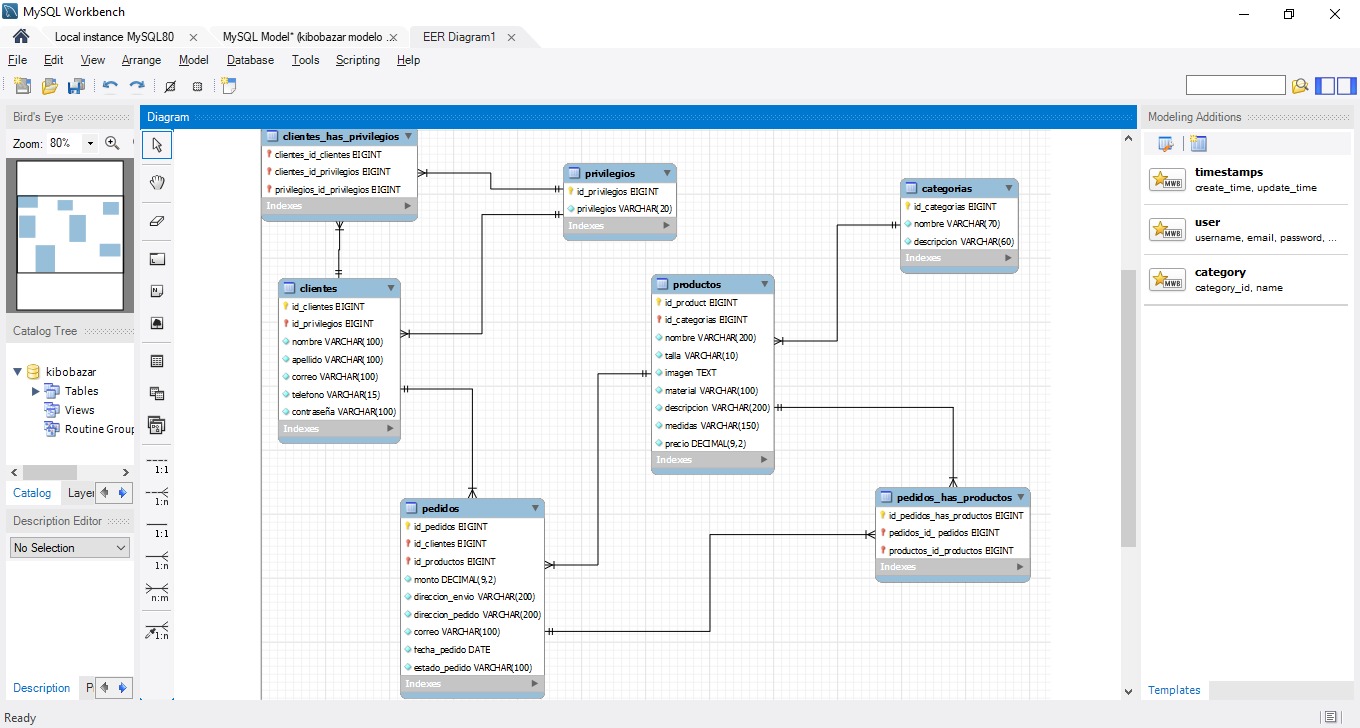 MySQL Workbench
Local instance MySQL80
MySQL Model* (kibobazar modelo .
EER Diagram1
File Edit View Arrange Model Database Tools Scripting Help
Bird's Eye
Zoom: 80%
Catalog Tree
kibobazar
Tables
Views
Routine Group
Catalog Layer
Description Editor
No Selection
Description P
1:1
1:n
1:1
1:n
n:m
1:n
Diagram
clientes_has_privilegios
clientes_id_clientes BIGINT
clientes_id_privilegios BIGINT
privilegios_id_privilegios BIGINT
Indexes
privilegios
id_privilegios BIGINT
privilegios VARCHAR(20)
Indexes
categorias
id_categorias BIGINT
nombre VARCHAR(70)
descripcion VARCHAR(60)
Indexes
clientes
id_clientes BIGINT
id_privilegios BIGINT
nombre VARCHAR(100)
apellido VARCHAR(100)
correo VARCHAR(100)
telefono VARCHAR(15)
contraseña VARCHAR(100)
Indexes
productos
id_product BIGINT
id_categorias BIGINT
nombre VARCHAR(200)
talla VARCHAR(10)
imagen TEXT
material VARCHAR(100)
descripcion VARCHAR(200)
medidas VARCHAR(150)
precio DECIMAL(9,2)
Indexes
pedidos
id_pedidos BIGINT
id_clientes BIGINT
id_productos BIGINT
monto DECIMAL(9,2)
direccion_envio VARCHAR(200)
direccion_pedido VARCHAR(200)
correo VARCHAR(100)
fecha_pedido DATE
estado_pedido VARCHAR(100)
Indexes
pedidos_has_productos
id_pedidos_has_productos BIGINT
pedidos_id_ pedidos BIGINT
productos_id_productos BIGINT
Indexes
Modeling Additions
timestamps
create_time, update_time
user
username, email, password, ...
category
category_id, name
Templates
Ready